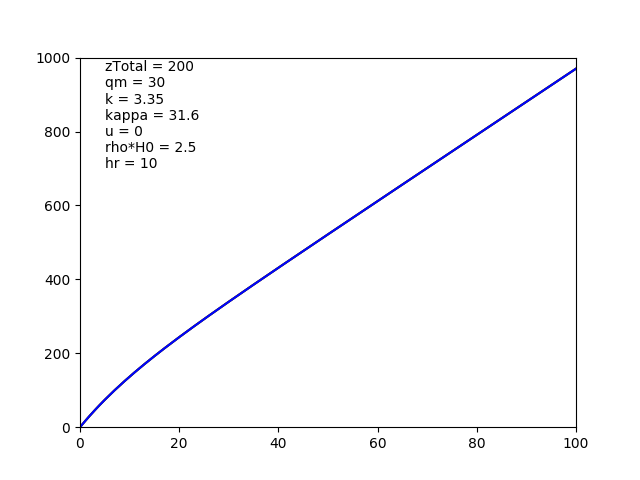 1000
zTotal = 200
qm = 30
k = 3.35
kappa = 31.6
u = 0
rho*H0 = 2.5
hr = 10
800
600
400
200
0
0 20 40 60 80 100